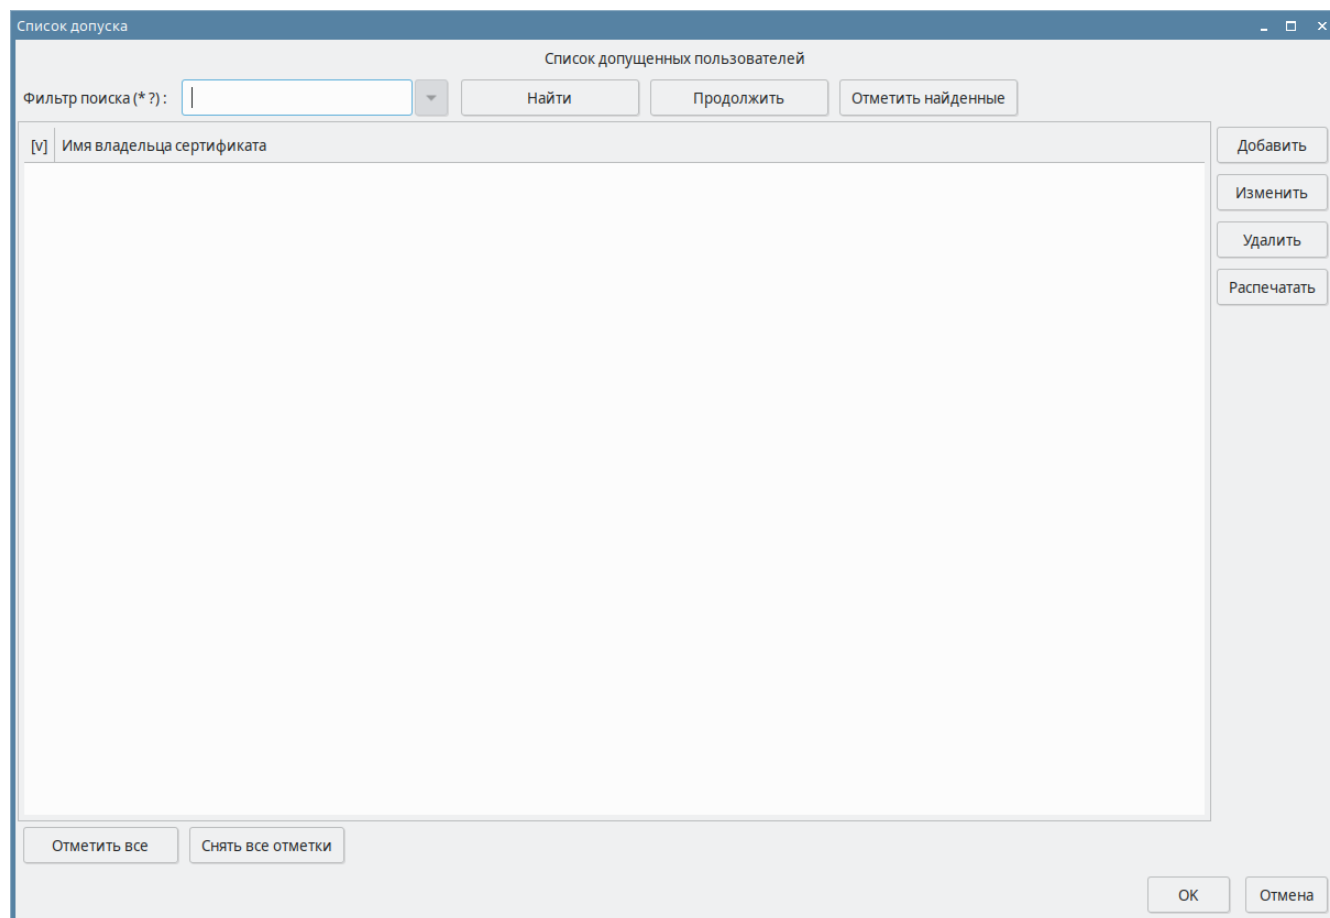 Список допуска
Список допущенных пользователей
Фильтр поиска (* ?) :
Найти
Продолжить
Отметить найденные
[v] Имя владельца сертификата
Добавить
Изменить
Удалить
Распечатать
Отметить все
Снять все отметки
OK
Отмена